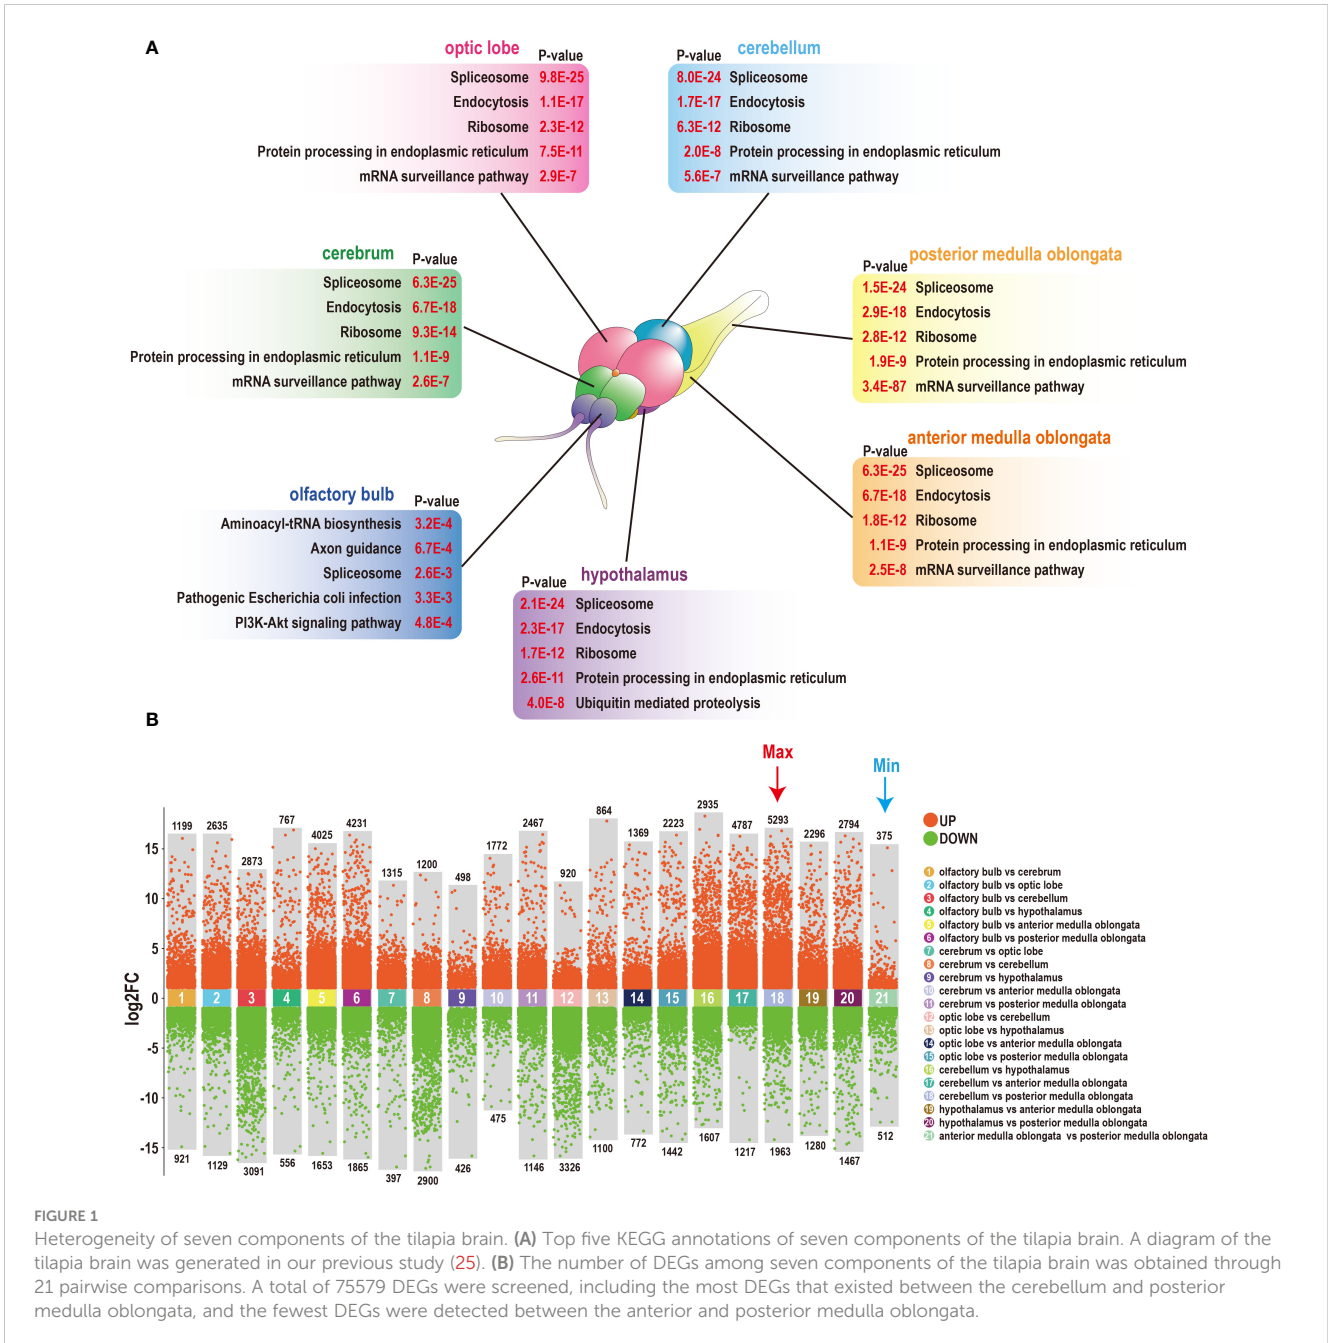 A
optic lobe P-value
Spliceosome 9.8E-25
Endocytosis 1.1E-17
Ribosome 2.3E-12
Protein processing in endoplasmic reticulum 7.5E-11
mRNA surveillance pathway 2.9E-7
P-value cerebellum
8.0E-24 Spliceosome
1.7E-17 Endocytosis
6.3E-12 Ribosome
2.0E-8 Protein processing in endoplasmic reticulum
5.6E-7 mRNA surveillance pathway
cerebrum P-value
Spliceosome 6.3E-25
Endocytosis 6.7E-18
Ribosome 9.3E-14
Protein processing in endoplasmic reticulum 1.1E-9
mRNA surveillance pathway 2.6E-7
P-value posterior medulla oblongata
1.5E-24 Spliceosome
2.9E-18 Endocytosis
2.8E-12 Ribosome
1.9E-9 Protein processing in endoplasmic reticulum
3.4E-87 mRNA surveillance pathway
anterior medulla oblongata
P-value
6.3E-25 Spliceosome
6.7E-18 Endocytosis
1.8E-12 Ribosome
1.1E-9 Protein processing in endoplasmic reticulum
2.5E-8 mRNA surveillance pathway
olfactory bulb P-value
Aminoacyl-tRNA biosynthesis 3.2E-4
Axon guidance 6.7E-4
Spliceosome 2.6E-3
Pathogenic Escherichia coli infection 3.3E-3
PI3K-Akt signaling pathway 4.8E-4
P-value hypothalamus
2.1E-24 Spliceosome
2.3E-17 Endocytosis
1.7E-12 Ribosome
2.6E-11 Protein processing in endoplasmic reticulum
4.0E-8 Ubiquitin mediated proteolysis
B
Max
Min
1199 2635 2873 767 4025 4231 1315 1200 498 1772 2467 920 864 1369 2223 2935 4787 5293 2296 2794 375
log2FC
15
10
5
0
-5
-10
-15
1 2 3 4 5 6 7 8 9 10 11 12 13 14 15 16 17 18 19 20 21
921 1129 3091 556 1653 1865 397 2900 426 475 1146 3326 1100 772 1442 1607 1217 1963 1280 1467 512
UP
DOWN
1 olfactory bulb vs cerebrum
2 olfactory bulb vs optic lobe
3 olfactory bulb vs cerebellum
4 olfactory bulb vs hypothalamus
5 olfactory bulb vs anterior medulla oblongata
6 olfactory bulb vs posterior medulla oblongata
7 cerebrum vs optic lobe
8 cerebrum vs cerebellum
9 cerebrum vs hypothalamus
10 cerebrum vs anterior medulla oblongata
11 cerebrum vs posterior medulla oblongata
12 optic lobe vs cerebellum
13 optic lobe vs hypothalamus
14 optic lobe vs anterior medulla oblongata
15 optic lobe vs posterior medulla oblongata
16 cerebellum vs hypothalamus
17 cerebellum vs anterior medulla oblongata
18 cerebellum vs posterior medulla oblongata
19 hypothalamus vs anterior medulla oblongata
20 hypothalamus vs posterior medulla oblongata
21 anterior medulla oblongata vs posterior medulla oblongata
FIGURE 1
Heterogeneity of seven components of the tilapia brain. (A) Top five KEGG annotations of seven components of the tilapia brain. A diagram of the
tilapia brain was generated in our previous study (25). (B) The number of DEGs among seven components of the tilapia brain was obtained through
21 pairwise comparisons. A total of 75579 DEGs were screened, including the most DEGs that existed between the cerebellum and posterior
medulla oblongata, and the fewest DEGs were detected between the anterior and posterior medulla oblongata.